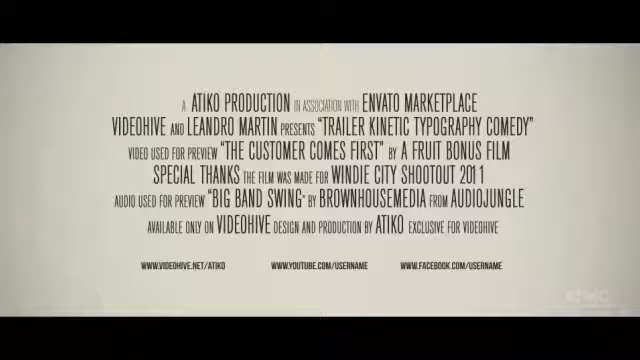 A ATIKO PRODUCTION IN ASSOCIATION WITH ENVATO MARKETPLACE
VIDEOHIVE AND LEANDRO MARTIN PRESENTS "TRAILER KINETIC TYPOGRAPHY COMEDY"
VIDEO USED FOR PREVIEW "THE CUSTOMER COMES FIRST" BY A FRUIT BONUS FILM
SPECIAL THANKS THE FILM WAS MADE FOR WINDIE CITY SHOOTOUT 2011
AUDIO USED FOR PREVIEW "BIG BAND SWING" BY BROWNHOUSEMEDIA FROM AUDIOJUNGLE
AVAILABLE ONLY ON VIDEOHIVE DESIGN AND PRODUCTION BY ATIKO EXCLUSIVE FOR VIDEOHIVE
WWW.VIDEOHIVE.NET/ATIKO WWW.YOUTUBE.COM/USERNAME WWW.FACEBOOK.COM/USERNAME